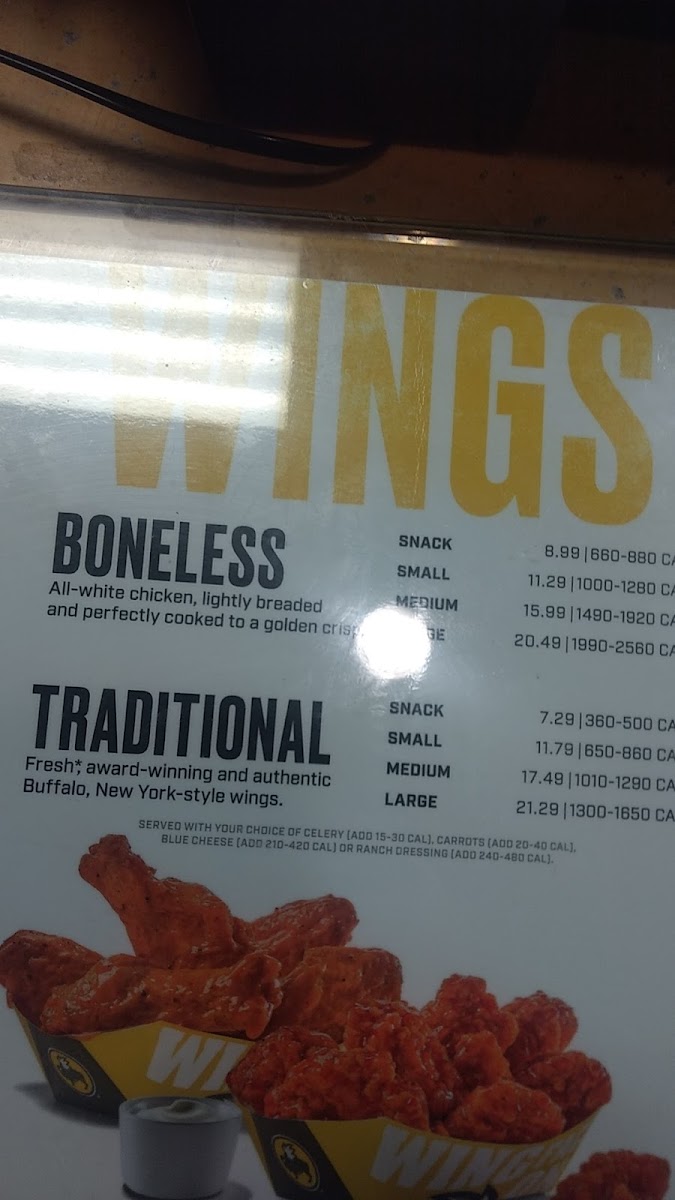 WINGS
BONELESS
All-white chicken, lightly breaded
and perfectly cooked to a golden crisp
SNACK 8.99 | 660-880 CA
SMALL 11.29 | 1000-1280 CA
MEDIUM 15.99 | 1490-1920 CA
GE 20.49 | 1990-2560 CA
TRADITIONAL
Fresh*, award-winning and authentic
Buffalo, New York-style wings.
SNACK 7.29 | 360-500 CA
SMALL 11.79 | 650-860 CA
MEDIUM 17.49 | 1010-1290 CA
LARGE 21.29 | 1300-1650 CA
SERVED WITH YOUR CHOICE OF CELERY (ADD 15-30 CAL), CARROTS (ADD 20-40 CAL),
BLUE CHEESE (ADD 210-420 CAL) OR RANCH DRESSING (ADD 240-480 CAL).
WI
WING